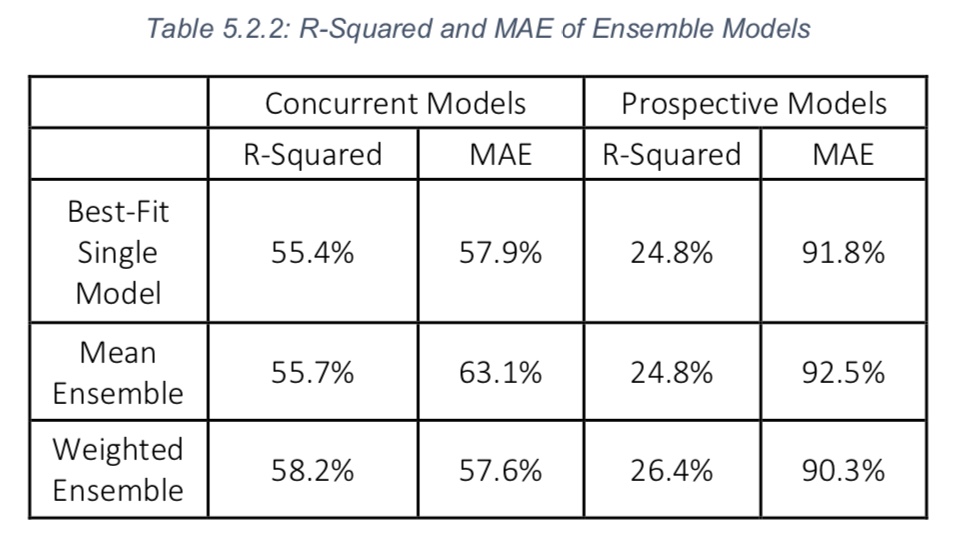 Table 5.2.2: R-Squared and MAE of Ensemble Models
Concurrent Models Prospective Models
R-Squared MAE R-Squared MAE
Best-Fit
Single
Model
55.4% 57.9% 24.8% 91.8%
Mean
Ensemble
55.7% 63.1% 24.8% 92.5%
Weighted
Ensemble
58.2% 57.6% 26.4% 90.3%